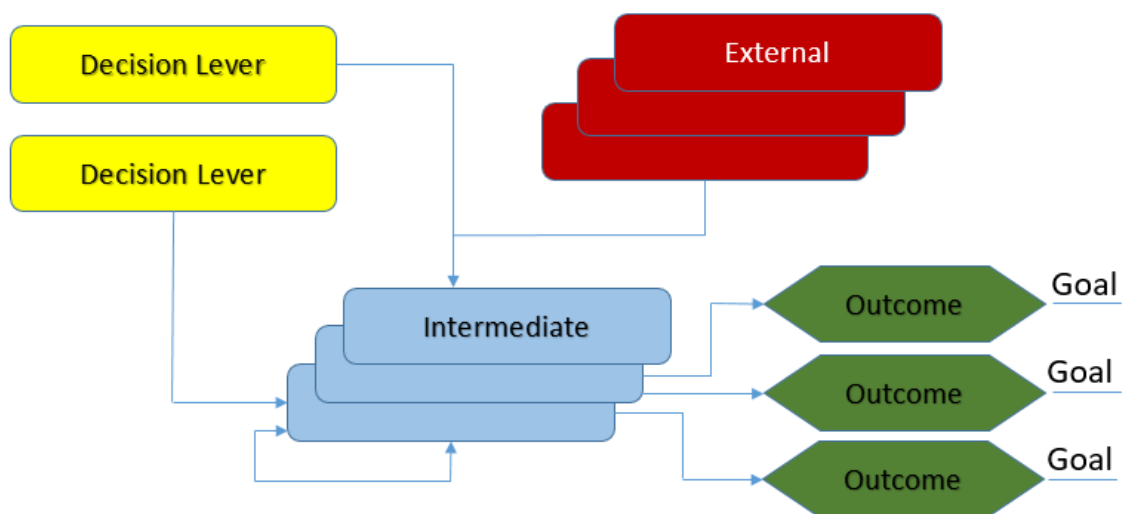 Decision Lever
External
Decision Lever
Intermediate
Outcome
Goal
Outcome
Goal
Outcome
Goal